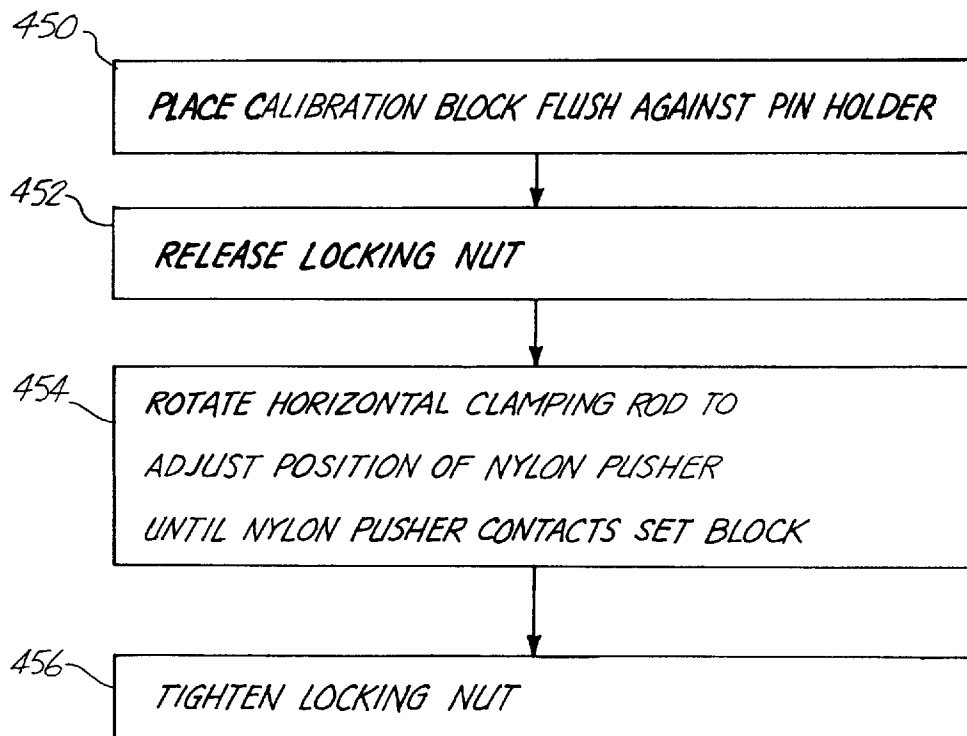 450
PLACE CALIBRATION BLOCK FLUSH AGAINST PIN HOLDER
452
RELEASE LOCKING NUT
454
ROTATE HORIZONTAL CLAMPING ROD TO
ADJUST POSITION OF NYLON PUSHER
UNTIL NYLON PUSHER CONTACTS SET BLOCK
456
TIGHTEN LOCKING NUT